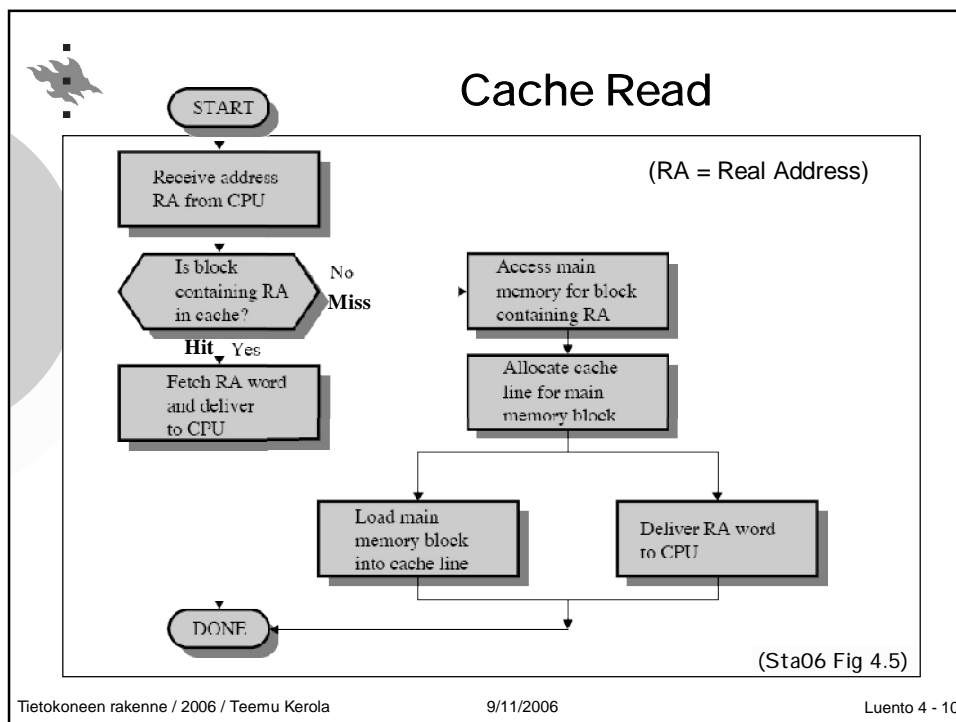 Cache Read
START
(RA = Real Address)
Receive address
RA from CPU
Is block
containing RA
in cache?
No
Miss
Hit Yes
Access main
memory for block
containing RA
Fetch RA word
and deliver
to CPU
Allocate cache
line for main
memory block
Load main
memory block
into cache line
Deliver RA word
to CPU
DONE
(Sta06 Fig 4.5)
Tietokoneen rakenne / 2006 / Teemu Kerola
9/11/2006
Luento 4 - 10